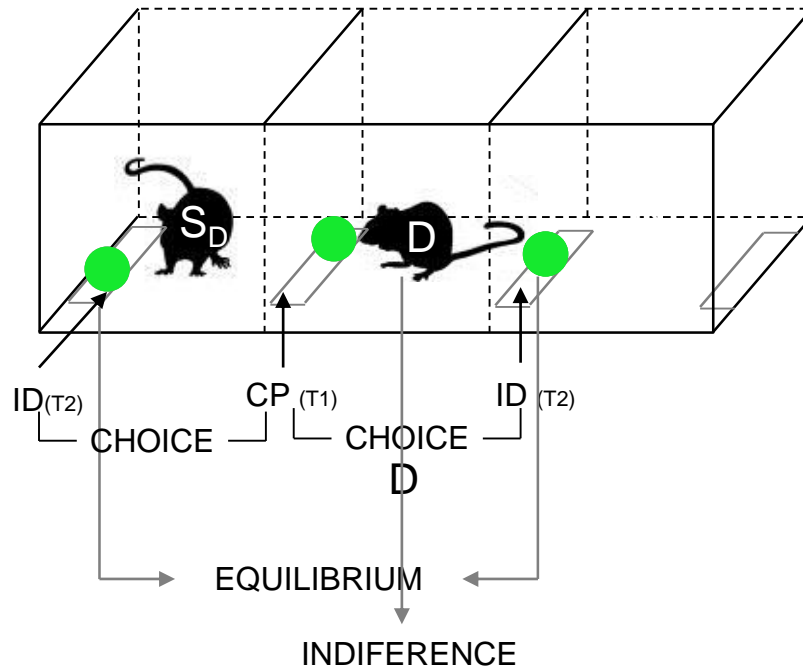 S_D
D
ID(T2)
CP (T1)
ID (T2)
CHOICE
CHOICE
D
EQUILIBRIUM
INDIFERENCE